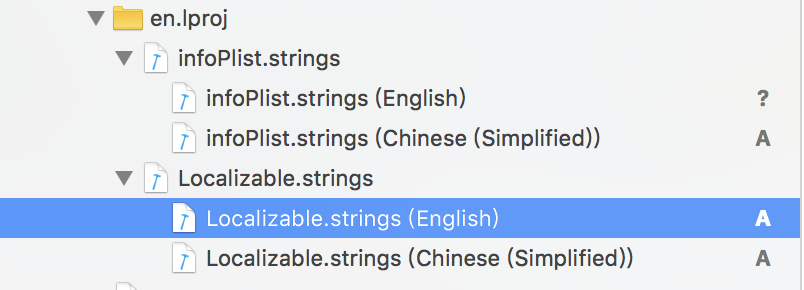 en.lproj
infoPlist.strings
infoPlist.strings (English) ?
infoPlist.strings (Chinese (Simplified)) A
Localizable.strings
Localizable.strings (English) A
Localizable.strings (Chinese (Simplified)) A